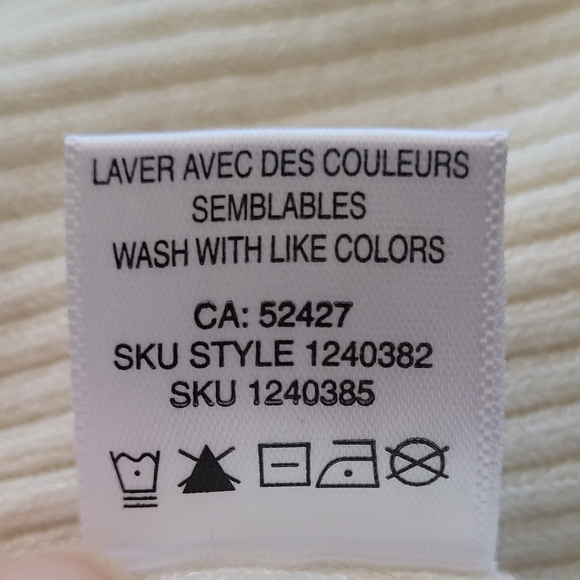 LAVER AVEC DES COULEURS
SEMBLABLES
WASH WITH LIKE COLORS
CA: 52427
SKU STYLE 1240382
SKU 1240385